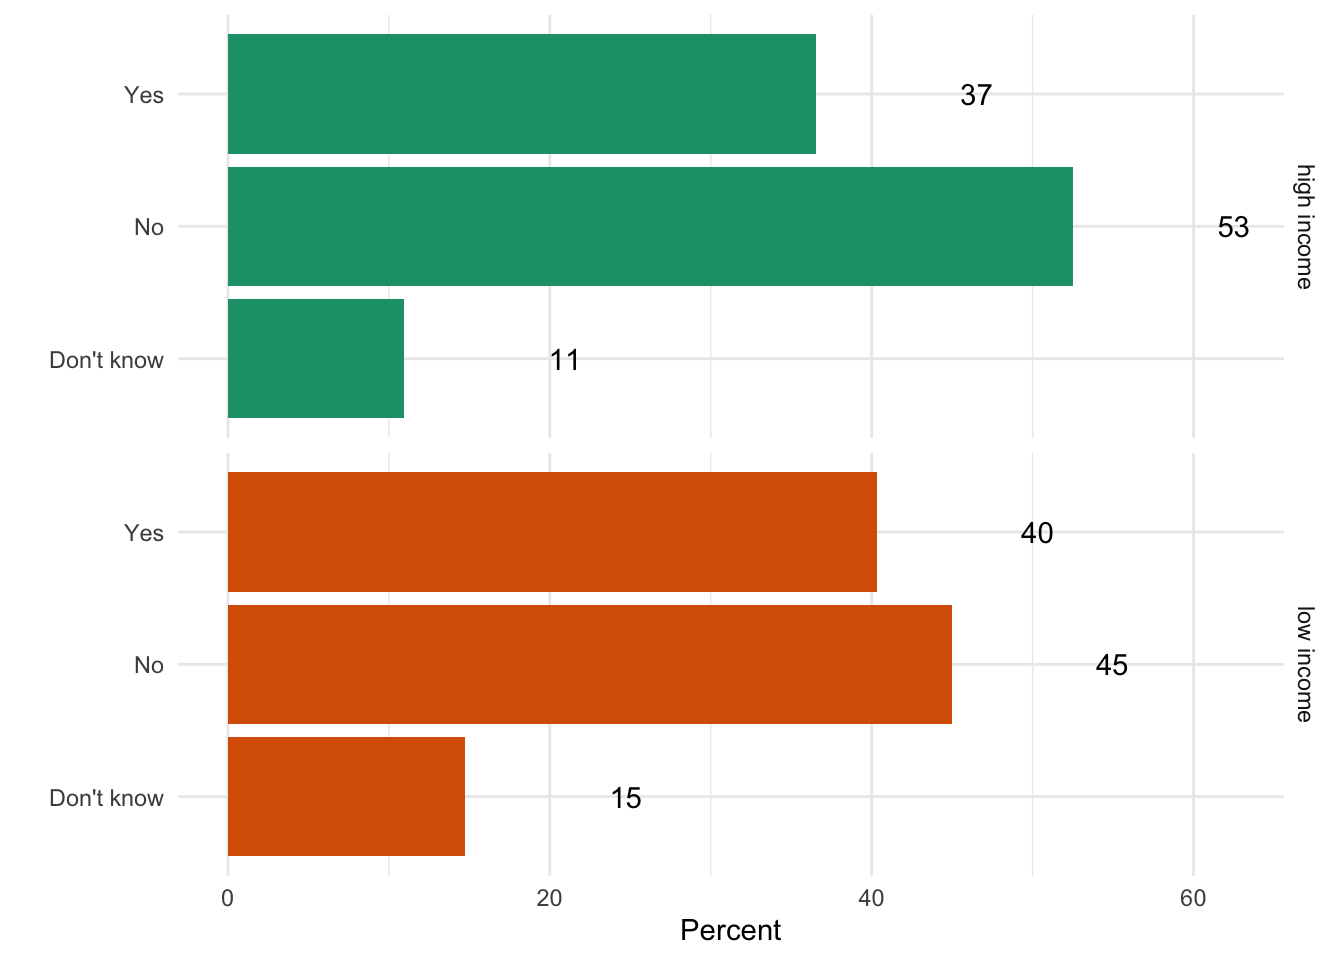 Yes
37
No
53
Don't know
11
high income
Yes
40
No
45
Don't know
15
low income
0
20
40
60
Percent